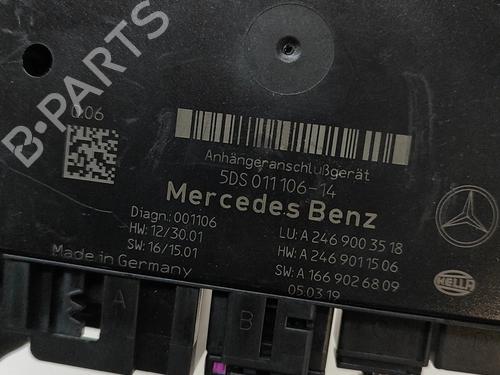 B-PARTS
0.06
Anhängeranschlußgerät
5DS 011 106-14
Mercedes Benz
Diagn.: 001106
HW: 12/30.01
SW: 16/15.01
Made in Germany
LU: A 246 900 35 18
HW: A 246 901 15 06
SW: A 166 902 68 09
05.03.19
HELLA
A
B